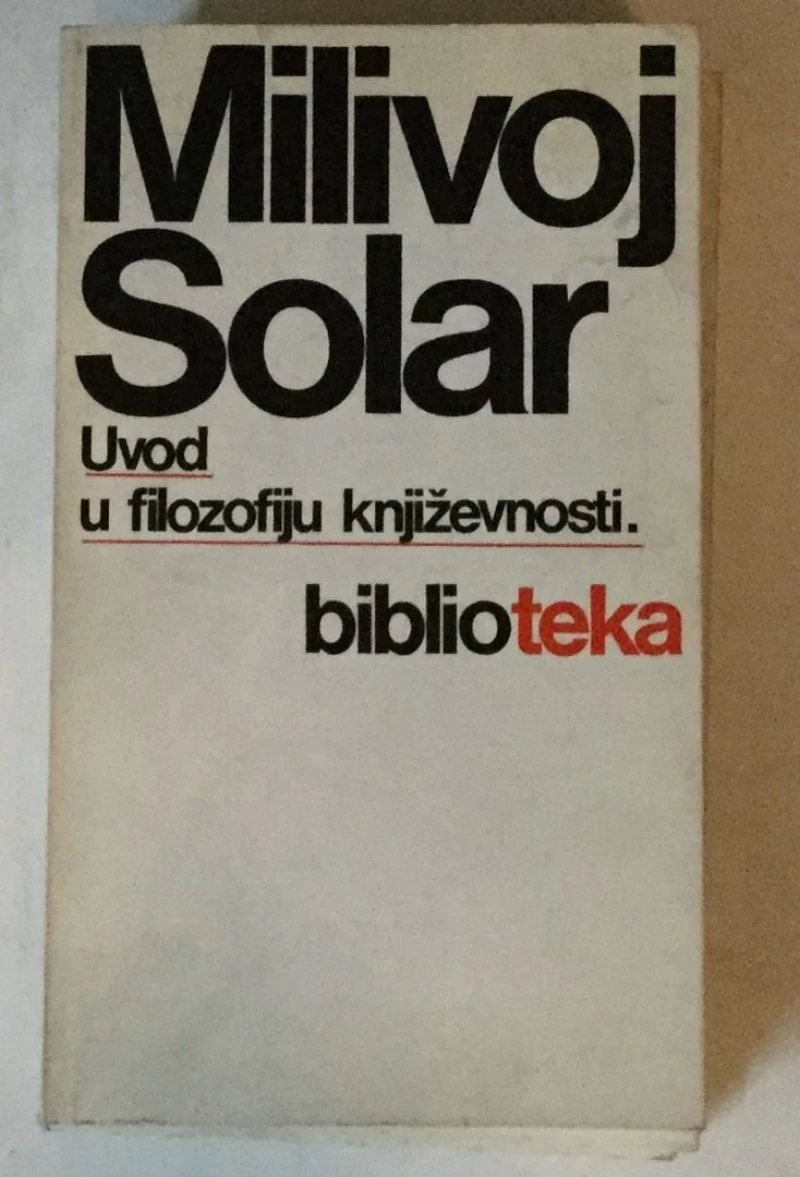 Milivoj
Solar
Uvod
u filozofiju književnosti.
biblioteka